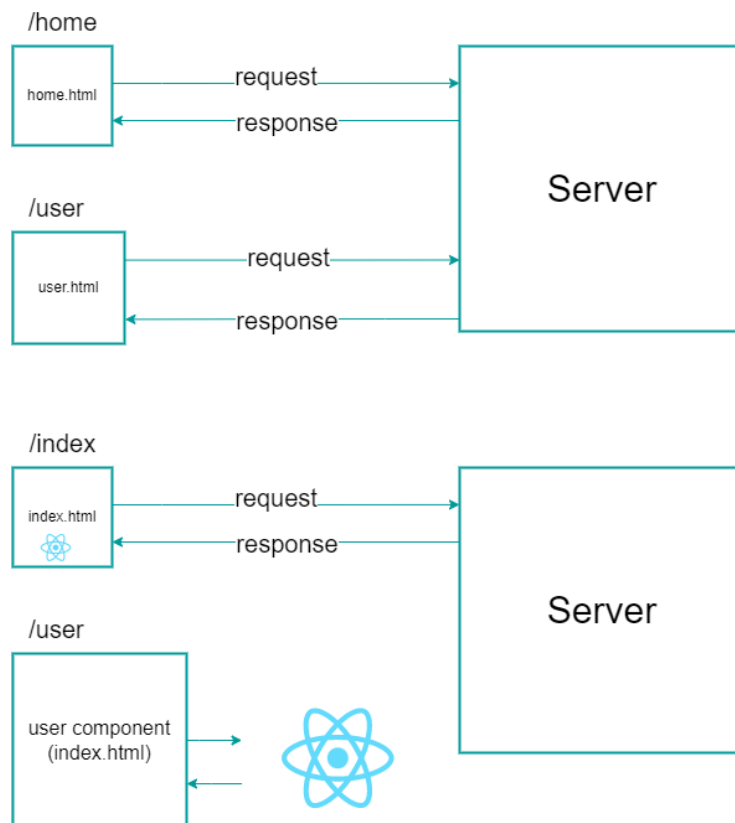 /home
home.html
request
response
Server
/user
user.html
request
response
/index
index.html
request
response
Server
/user
user component
(index.html)